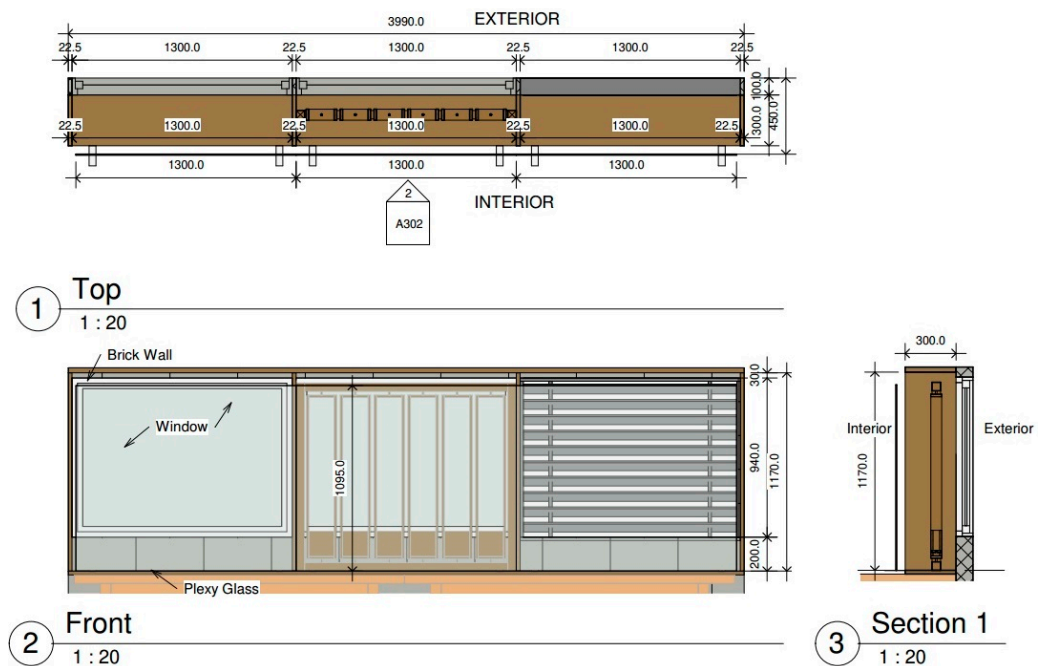 3990.0 EXTERIOR
22.5 1300.0 22.5 1300.0 22.5 1300.0 22.5
100.0
22.5 1300.0 22.5 1300.0 22.5 1300.0 22.5 300.0 450.0
1300.0 1300.0 1300.0
2
A302
INTERIOR
1 Top
1 : 20
Brick Wall
Window
1095.0
30.0
940.0
1170.0
200.0
Plexy Glass
2 Front
1 : 20
300.0
Interior
1170.0
Exterior
3 Section 1
1 : 20